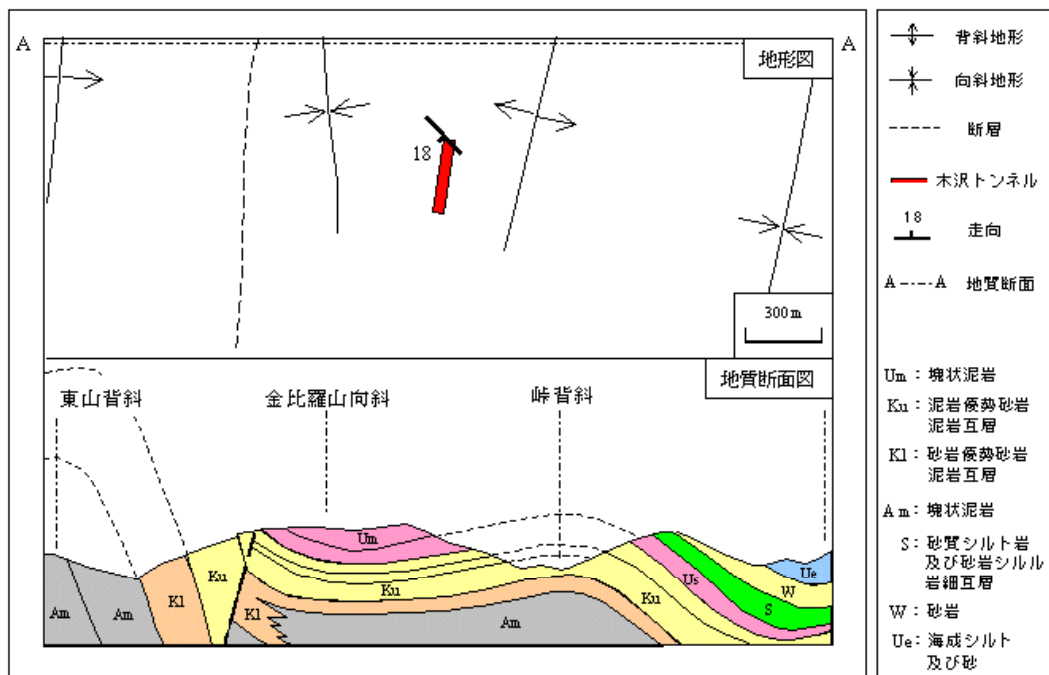 A
A
地形図
18
300m
地質断面図
東山背斜
金比羅山向斜
峠背斜
Um
Ku
Ku
Kl
Kl
Am
Am
Am
Ku
Us
S
W
Ue
背斜地形
向斜地形
断層
木沢トンネル
18
走向
A
A
地質断面
Um：塊状泥岩
Ku：泥岩優勢砂岩
泥岩互層
Kl：砂岩優勢砂岩
泥岩互層
Am：塊状泥岩
S：砂質シルト岩
及び砂岩シルル
岩細互層
W：砂岩
Ue：海成シルト
及び砂